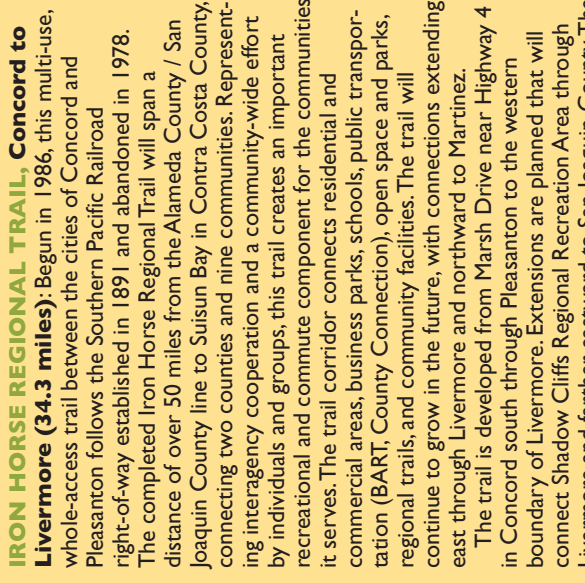 IRON HORSE REGIONAL TRAIL, Concord to
Livermore (34.3 miles): Begun in 1986, this multi-use,
whole-access trail between the cities of Concord and
Pleasanton follows the Southern Pacific Railroad
right-of-way established in 1891 and abandoned in 1978.
The completed Iron Horse Regional Trail will span a
distance of over 50 miles from the Alameda County / San
Joaquin County line to Suisun Bay in Contra Costa County,
connecting two counties and nine communities. Represent-
ing interagency cooperation and a community-wide effort
by individuals and groups, this trail creates an important
recreational and commute component for the communities
it serves. The trail corridor connects residential and
commercial areas, business parks, schools, public transpor-
tation (BART, County Connection), open space and parks,
regional trails, and community facilities. The trail will
continue to grow in the future, with connections extending
east through Livermore and northward to Martinez.
The trail is developed from Marsh Drive near Highway 4
in Concord south through Pleasanton to the western
boundary of Livermore. Extensions are planned that will
connect Shadow Cliffs Regional Recreation Area through
Livermore and further eastward to San Joaquin County. The